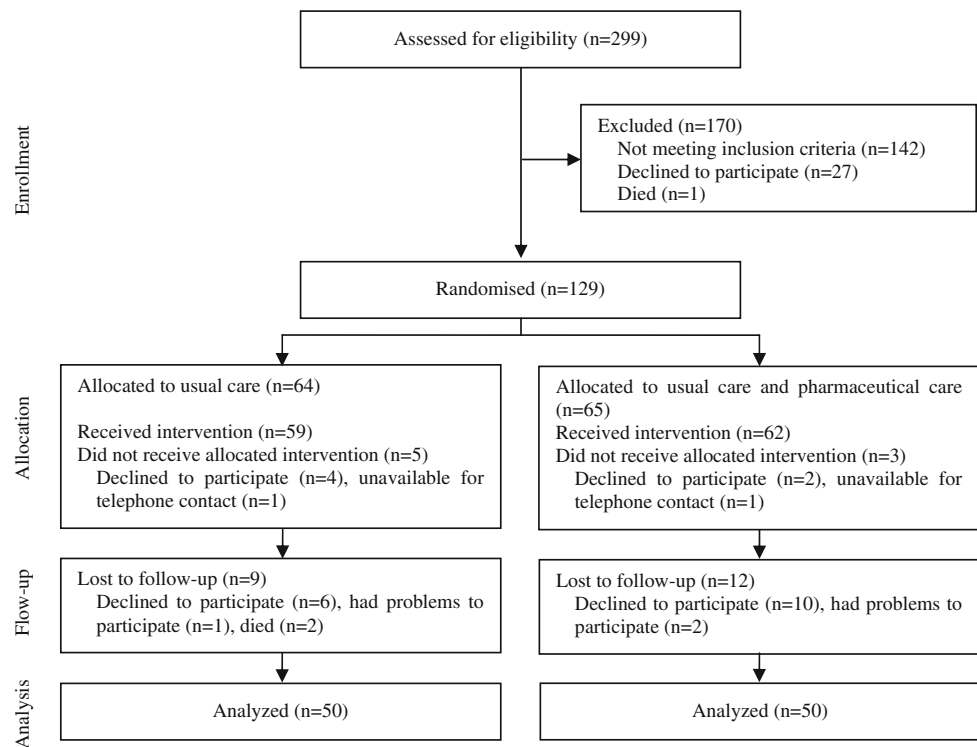 Assessed for eligibility (n=299)
Enrollment
Excluded (n=170)
Not meeting inclusion criteria (n=142)
Declined to participate (n=27)
Died (n=1)
Randomised (n=129)
Allocation
Allocated to usual care (n=64)
Received intervention (n=59)
Did not receive allocated intervention (n=5)
Declined to participate (n=4), unavailable for
telephone contact (n=1)
Allocated to usual care and pharmaceutical care
(n=65)
Received intervention (n=62)
Did not receive allocated intervention (n=3)
Declined to participate (n=2), unavailable for
telephone contact (n=1)
Flow-up
Lost to follow-up (n=9)
Declined to participate (n=6), had problems to
participate (n=1), died (n=2)
Lost to follow-up (n=12)
Declined to participate (n=10), had problems to
participate (n=2)
Analysis
Analyzed (n=50)
Analyzed (n=50)